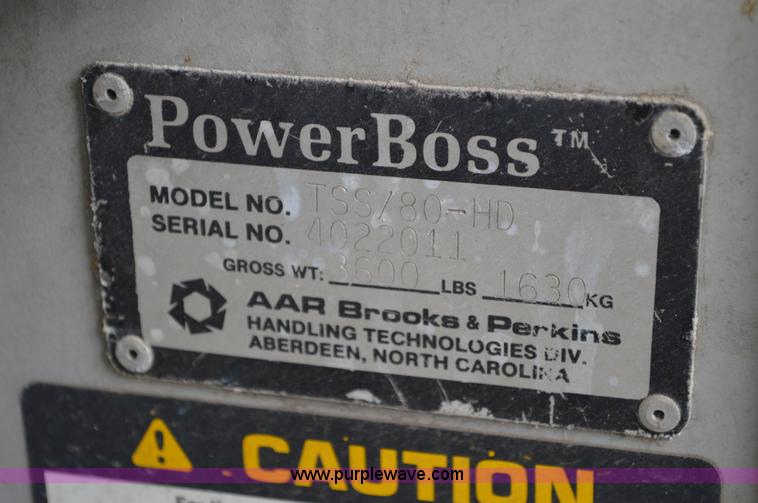 PowerBoss™
MODEL NO. TSS/80-HD
SERIAL NO. 4022011
GROSS WT: 3600 LBS 1630 KG
AAR Brooks & Perkins
HANDLING TECHNOLOGIES DIV.
ABERDEEN, NORTH CAROLINA
CAUTION
www.purplewave.com